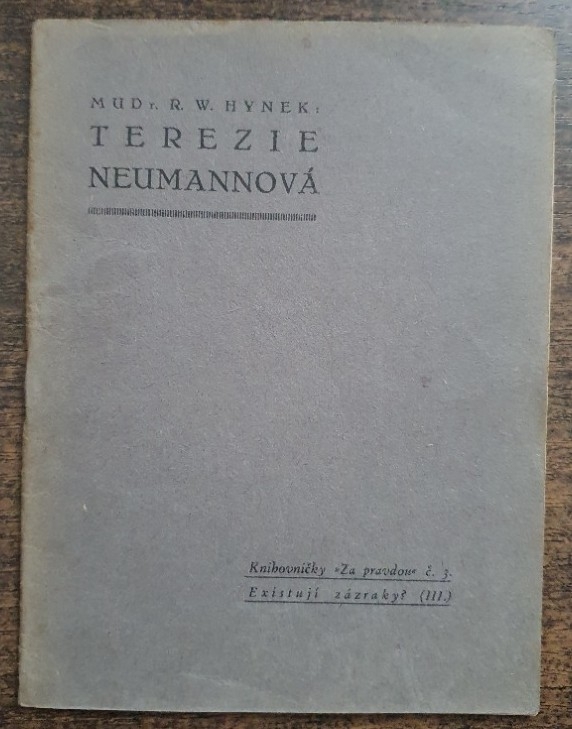 MUDr. R. W. HYNEK:
TEREZIE
NEUMANNOVÁ
Knihovničky »Za pravdou« č. 3.
Existují zázraky? (III.)